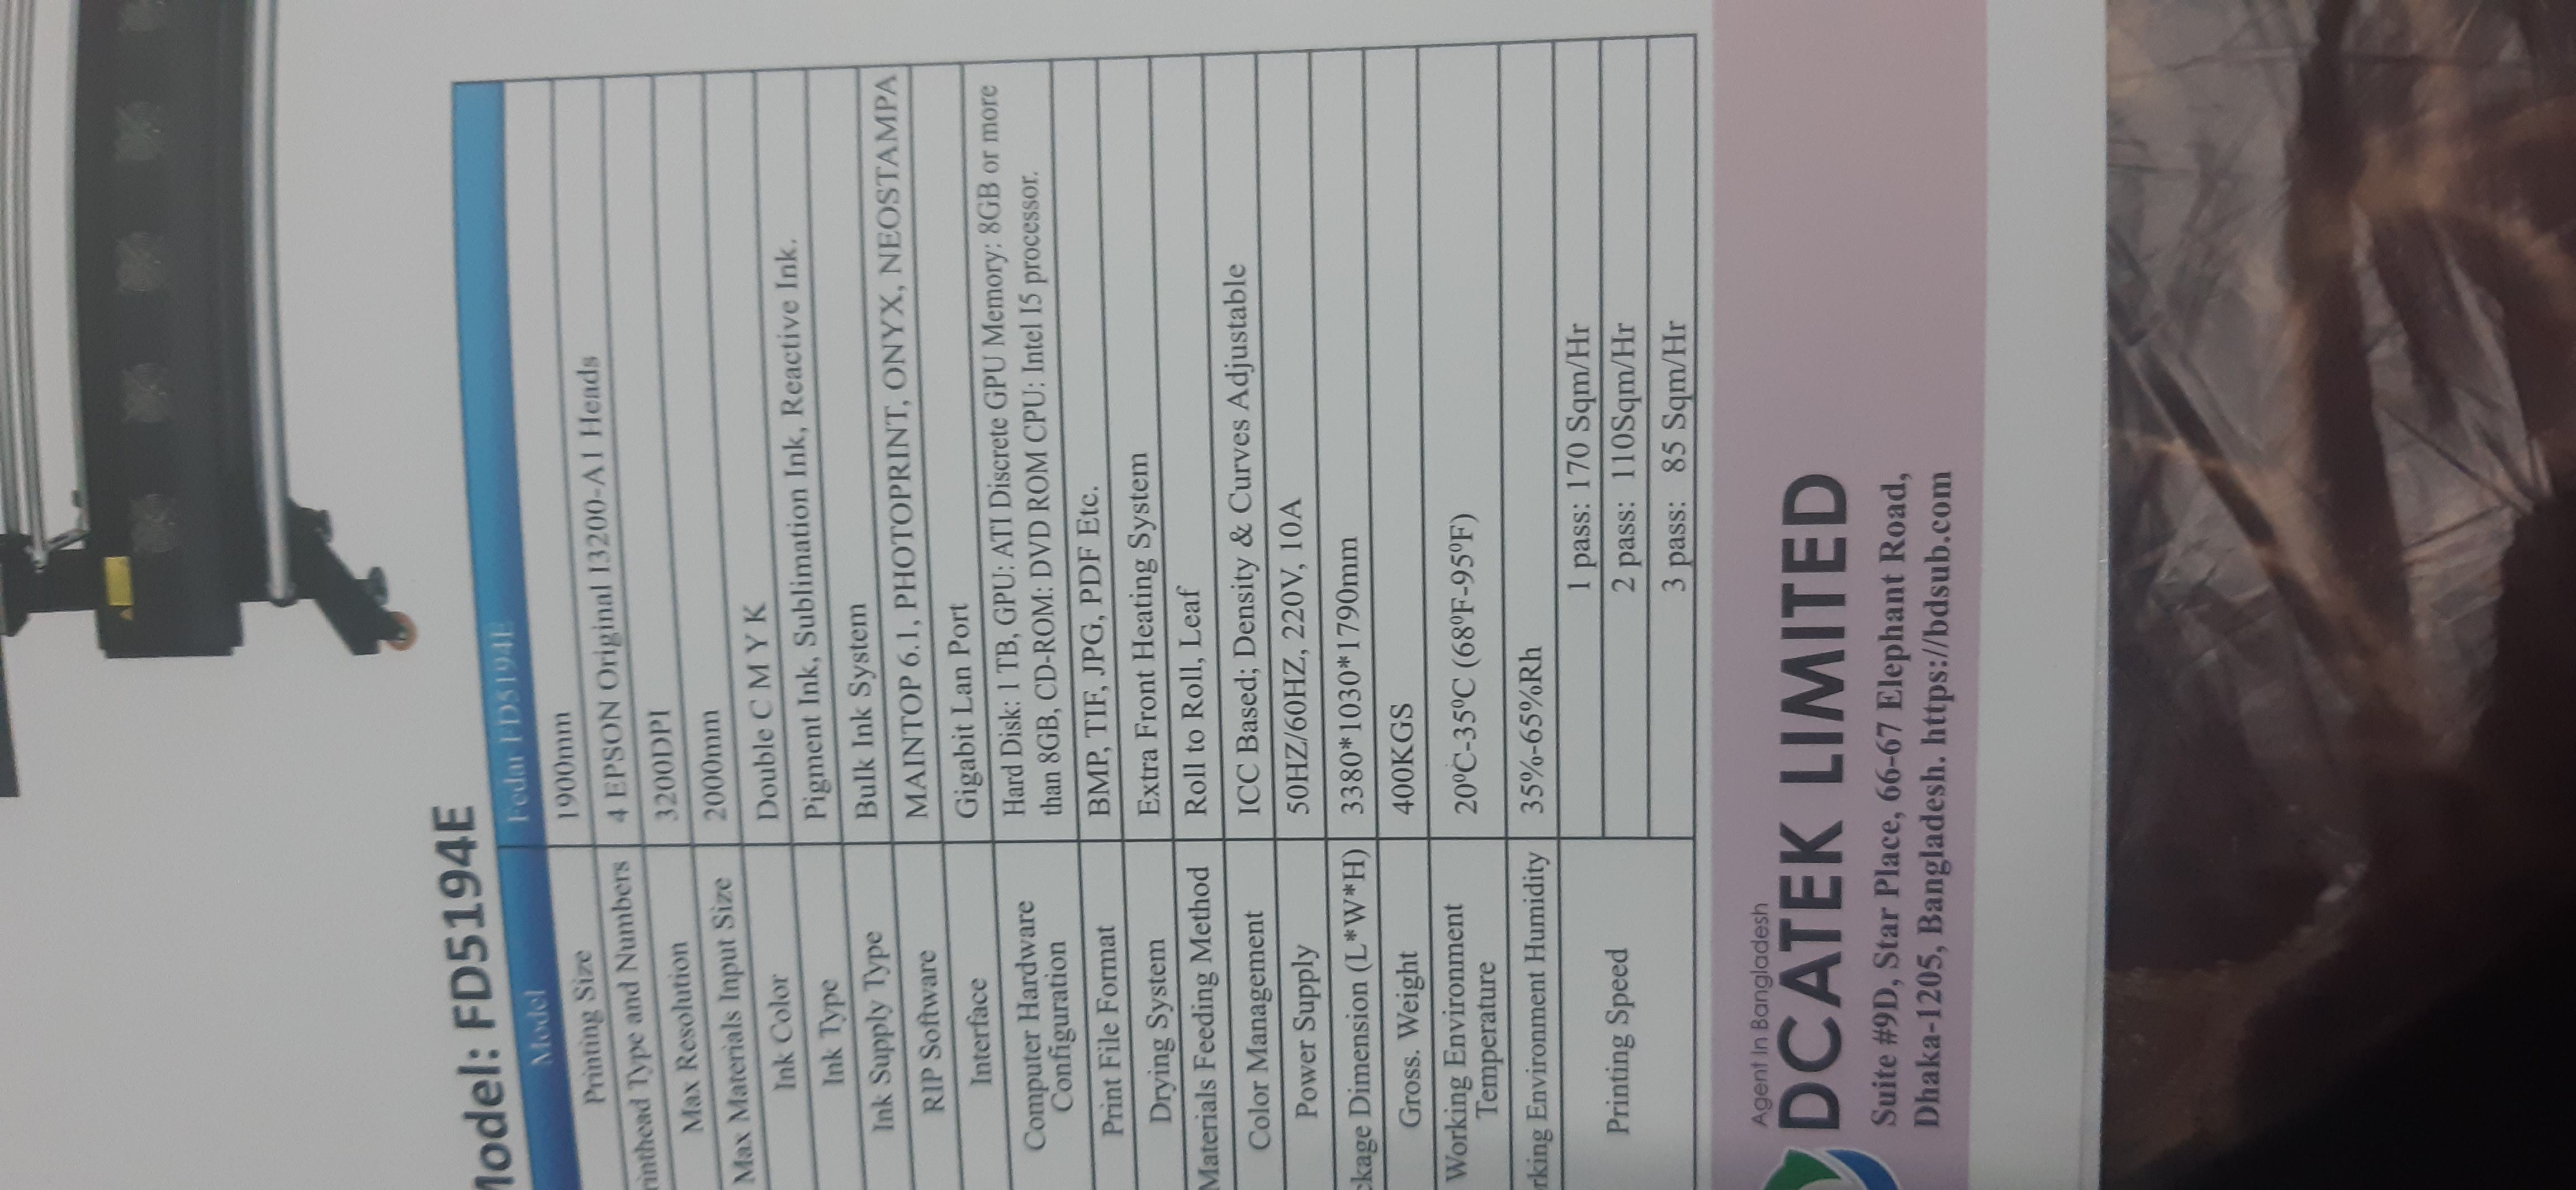 Model: FD5194E
Model Fedar FD5194E
Printing Size 1900mm
Printhead Type and Numbers 4 EPSON Original I3200-A1 Heads
Max Resolution 3200DPI
Max Materials Input Size 2000mm
Ink Color Double C M Y K
Ink Type Pigment Ink, Sublimation Ink, Reactive Ink.
Ink Supply Type Bulk Ink System
RIP Software MAINTOP 6.1, PHOTOPRINT, ONYX, NEOSTAMPA
Interface Gigabit Lan Port
Computer Hardware Configuration Hard Disk: 1 TB, GPU: ATI Discrete GPU Memory: 8GB or more
than 8GB, CD-ROM: DVD ROM CPU: Intel I5 processor.
Print File Format BMP, TIF, JPG, PDF Etc.
Drying System Extra Front Heating System
Materials Feeding Method Roll to Roll, Leaf
Color Management ICC Based; Density & Curves Adjustable
Power Supply 50HZ/60HZ, 220V, 10A
ckage Dimension (L*W*H) 3380*1030*1790mm
Gross. Weight 400KGS
Working Environment Temperature 20⁰C-35⁰C (68⁰F-95⁰F)
rking Environment Humidity 35%-65%Rh
Printing Speed
1 pass: 170 Sqm/Hr
2 pass: 110Sqm/Hr
3 pass: 85 Sqm/Hr
Agent In Bangladesh
DCATEK LIMITED
Suite #9D, Star Place, 66-67 Elephant Road,
Dhaka-1205, Bangladesh. https://bdsub.com